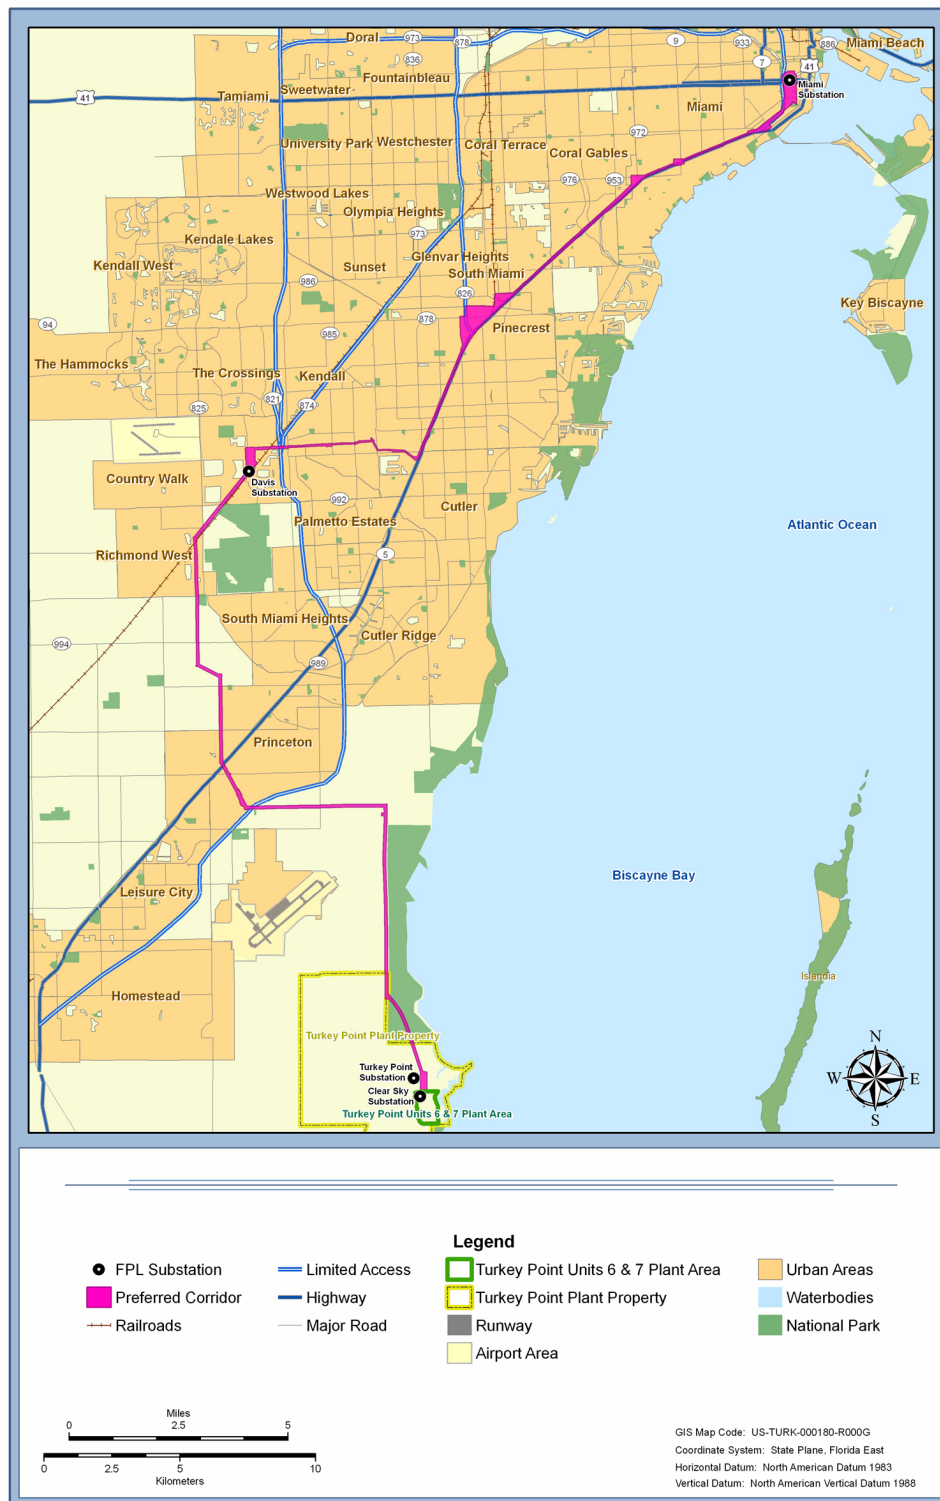 Doral
973
878
9
933
886
Miami Beach
836
7
41
Fountainbleau
Sweetwater
Tamiami
41
Miami
Substation
Miami
972
University Park
Westchester
Coral Terrace
Coral Gables
976
953
Westwood Lakes
Olympia Heights
973
Kendale Lakes
Glenvar Heights
Kendall West
Sunset
South Miami
986
826
Key Biscayne
94
878
Pinecrest
985
The Hammocks
The Crossings
Kendall
821
874
825
Country Walk
Davis
Substation
992
Cutler
Palmetto Estates
Atlantic Ocean
Richmond West
5
South Miami Heights
Cutler Ridge
994
989
Princeton
Biscayne Bay
Leisure City
Islandia
Homestead
Turkey Point Plant Property
N
W
E
S
Turkey Point
Substation
Clear Sky
Substation
Turkey Point Units 6 & 7 Plant Area
Legend
FPL Substation
Limited Access
Turkey Point Units 6 & 7 Plant Area
Urban Areas
Preferred Corridor
Highway
Turkey Point Plant Property
Waterbodies
Railroads
Major Road
Runway
National Park
Airport Area
Miles
0 2.5 5
0 2.5 5 10
Kilometers
GIS Map Code: US-TURK-000180-R000G
Coordinate System: State Plane, Florida East
Horizontal Datum: North American Datum 1983
Vertical Datum: North American Vertical Datum 1988